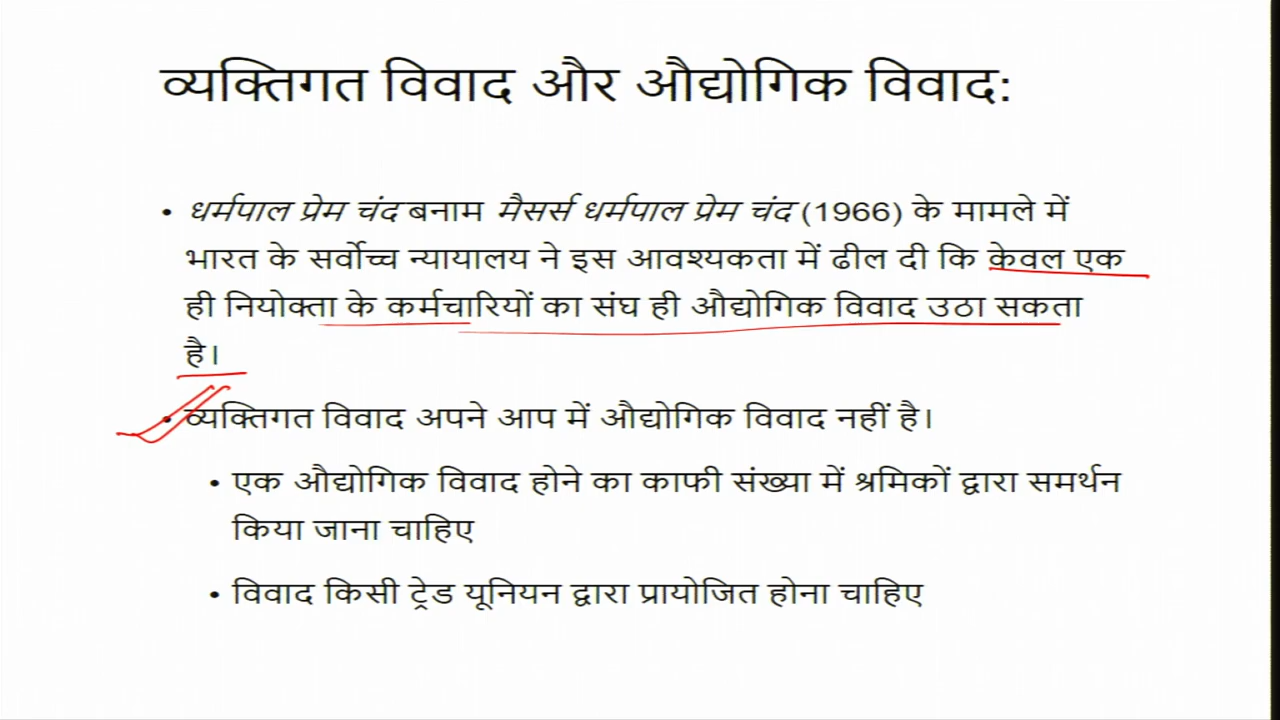 व्यक्तिगत विवाद और औद्योगिक विवाद:
• धर्मपाल प्रेम चंद बनाम मैसर्स धर्मपाल प्रेम चंद (1966) के मामले में
भारत के सर्वोच्च न्यायालय ने इस आवश्यकता में ढील दी कि केवल एक
ही नियोक्ता के कर्मचारियों का संघ ही औद्योगिक विवाद उठा सकता
है।
• व्यक्तिगत विवाद अपने आप में औद्योगिक विवाद नहीं है।
• एक औद्योगिक विवाद होने का काफी संख्या में श्रमिकों द्वारा समर्थन
किया जाना चाहिए
• विवाद किसी ट्रेड यूनियन द्वारा प्रायोजित होना चाहिए